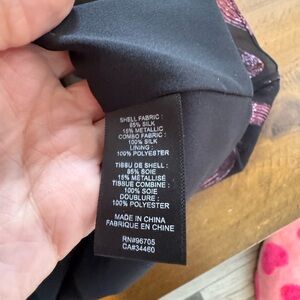 SHELL FABRIC :
85% SILK
15% METALLIC
COMBO FABRIC :
100% SILK
LINING :
100% POLYESTER
TISSU DE SHELL :
85% SOIE
15% MÉTALLISÉ
TISSUE COMBINE :
100% SOIE
DOUBLURE :
100% POLYESTER
MADE IN CHINA
FABRIQUE EN CHINE
RN#96705
CA#34460